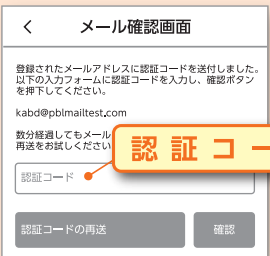 メール確認画面
登録されたメールアドレスに認証コードを送付しました。
以下の入力フォームに認証コードを入力し、確認ボタン
を押下してください。
kabd@pblmailtest.com
数分経過してもメール
再送をお試しください
認証コー
認証コード
認証コードの再送
確認